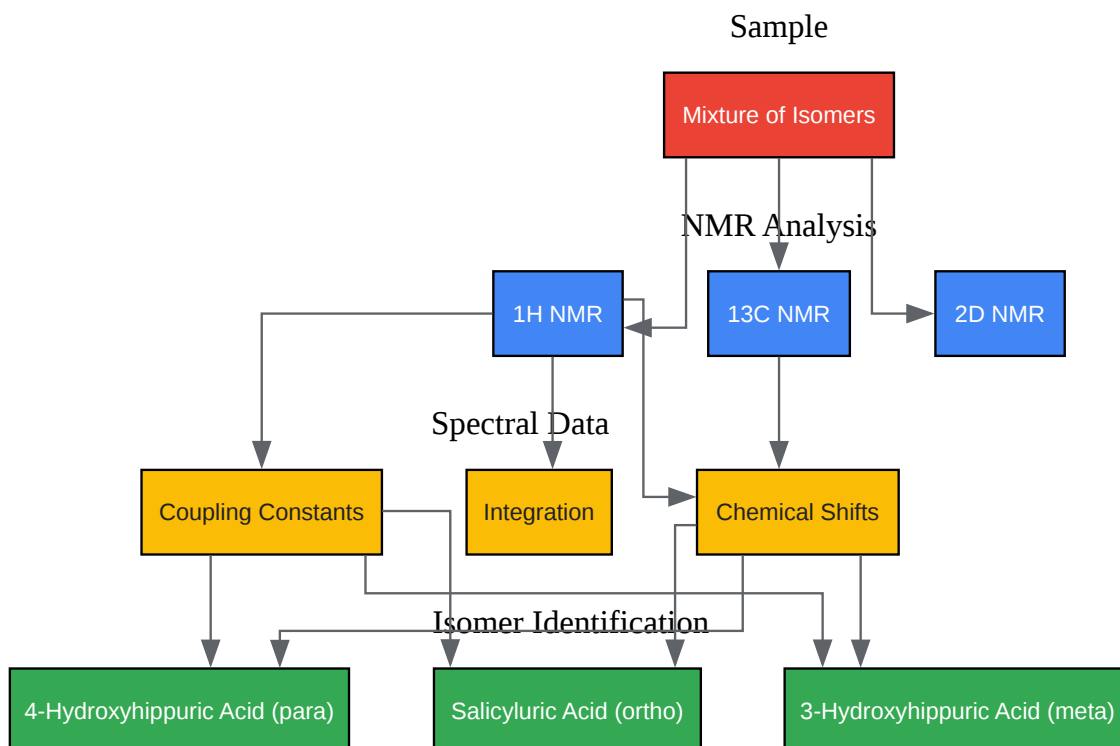 Sample
Mixture of Isomers
NMR Analysis
1H NMR
13C NMR
2D NMR
Spectral Data
Coupling Constants
Integration
Chemical Shifts
Isomer Identification
4-Hydroxyhippuric Acid (para)
Salicyluric Acid (ortho)
3-Hydroxyhippuric Acid (meta)